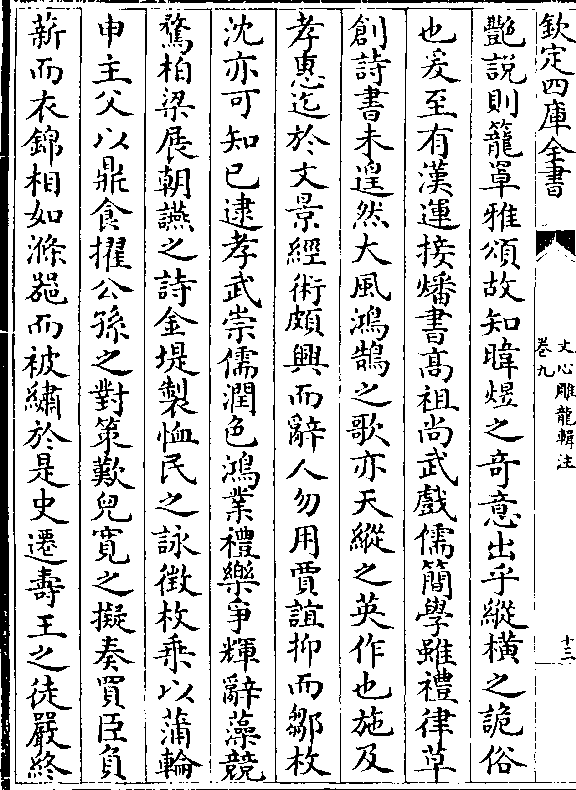 欽定四庫全書
文心雕龍輯注
卷九
十三
艷說則籠罩雅頌故知暐煜之奇意出乎縱橫之詭俗
也爰至有漢運接燔書高祖尚武戲儒簡學雖禮律草
創詩書未遑然大風鴻鵠之歌亦天縱之英作也施及
孝惠迄於文景經術頗興而辭人勿用賈誼抑而鄒枚
沈亦可知已逮孝武崇儒潤色鴻業禮樂爭輝辭藻競
騖柏梁展朝讌之詩金堤製恤民之詠徴枚乗以蒲輪
申主父以鼎食擢公孫之對策歎兒寛之擬奏買臣負
薪而衣錦相如滌器而被繡於是史遷壽王之徒嚴終